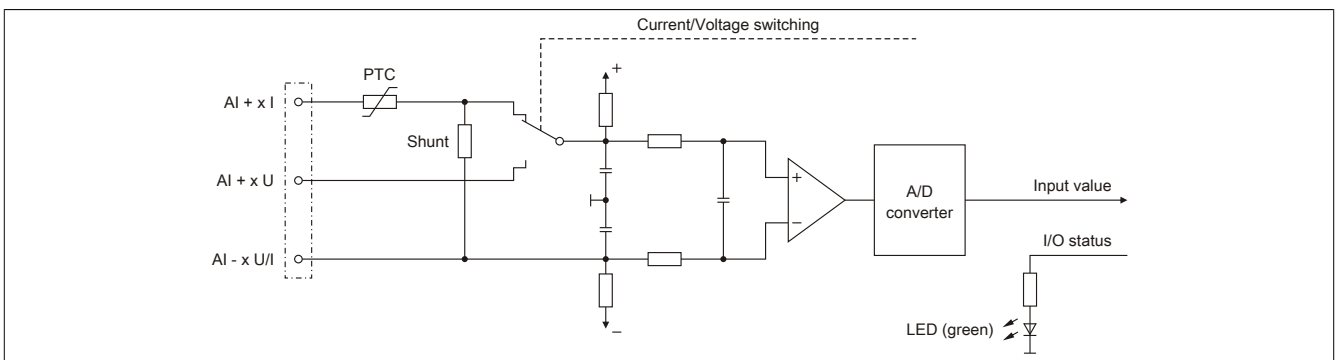 Current/Voltage switching
PTC
+
AI + x I
Shunt
AI + x U
+
−
A/D
converter
Input value
I/O status
AI - x U/I
−
LED (green)